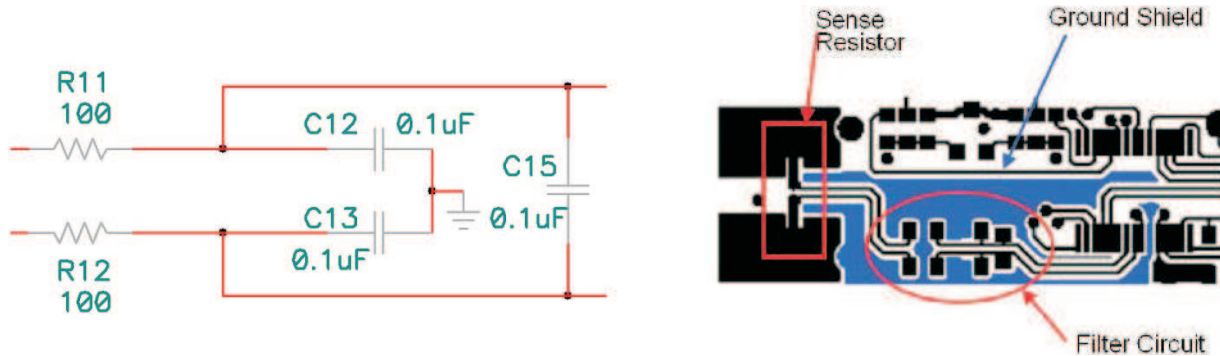 R11
100
C12
0.1uF
C15
0.1uF
C13
0.1uF
R12
100
Sense
Resistor
Ground Shield
Filter Circuit